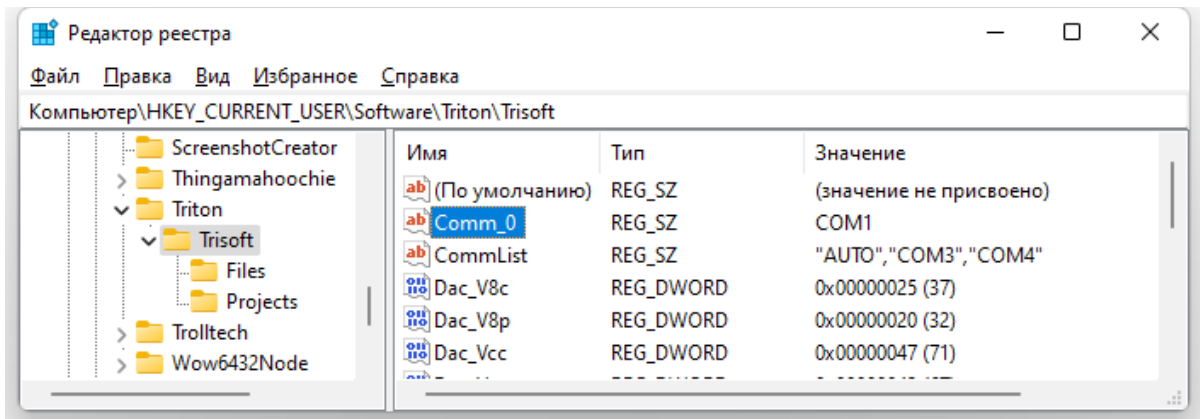 Редактор реестра
Файл Правка Вид Избранное Справка
Компьютер\HKEY_CURRENT_USER\Software\Triton\Trisoft
ScreenshotCreator
Thingamahoochie
Triton
Trisoft
Files
Projects
Trolltech
Wow6432Node
Имя Тип Значение
(По умолчанию) REG_SZ (значение не присвоено)
Comm_0 REG_SZ COM1
CommList REG_SZ "AUTO","COM3","COM4"
Dac_V8c REG_DWORD 0x00000025 (37)
Dac_V8p REG_DWORD 0x00000020 (32)
Dac_Vcc REG_DWORD 0x00000047 (71)